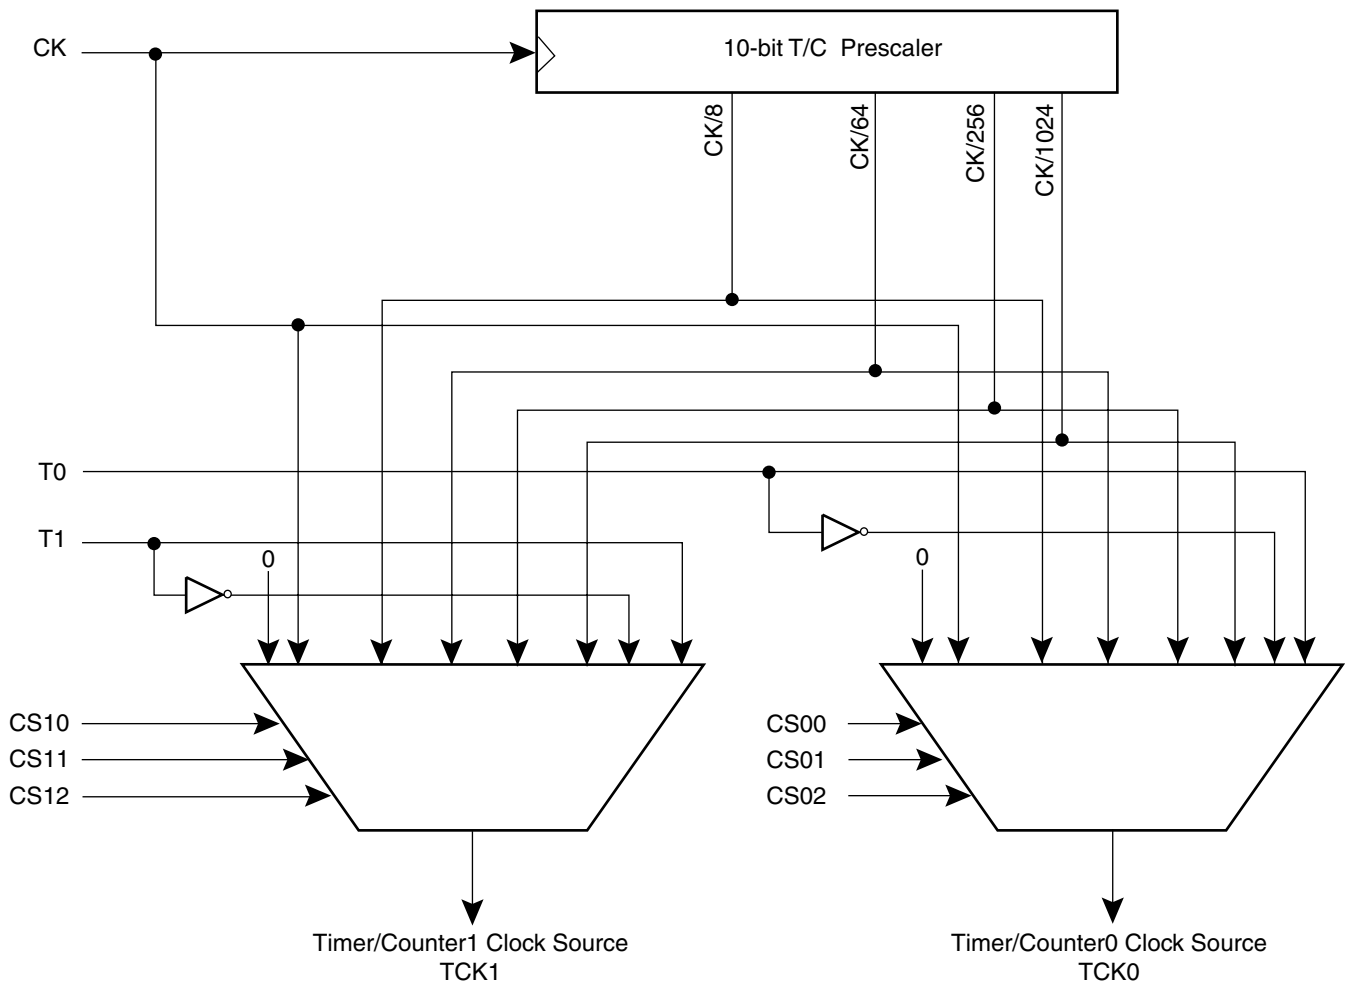 CK
10-bit T/C Prescaler
CK/8
CK/64
CK/256
CK/1024
T0
T1
0
0
CS10
CS11
CS12
CS00
CS01
CS02
Timer/Counter1 Clock Source
TCK1
Timer/Counter0 Clock Source
TCK0